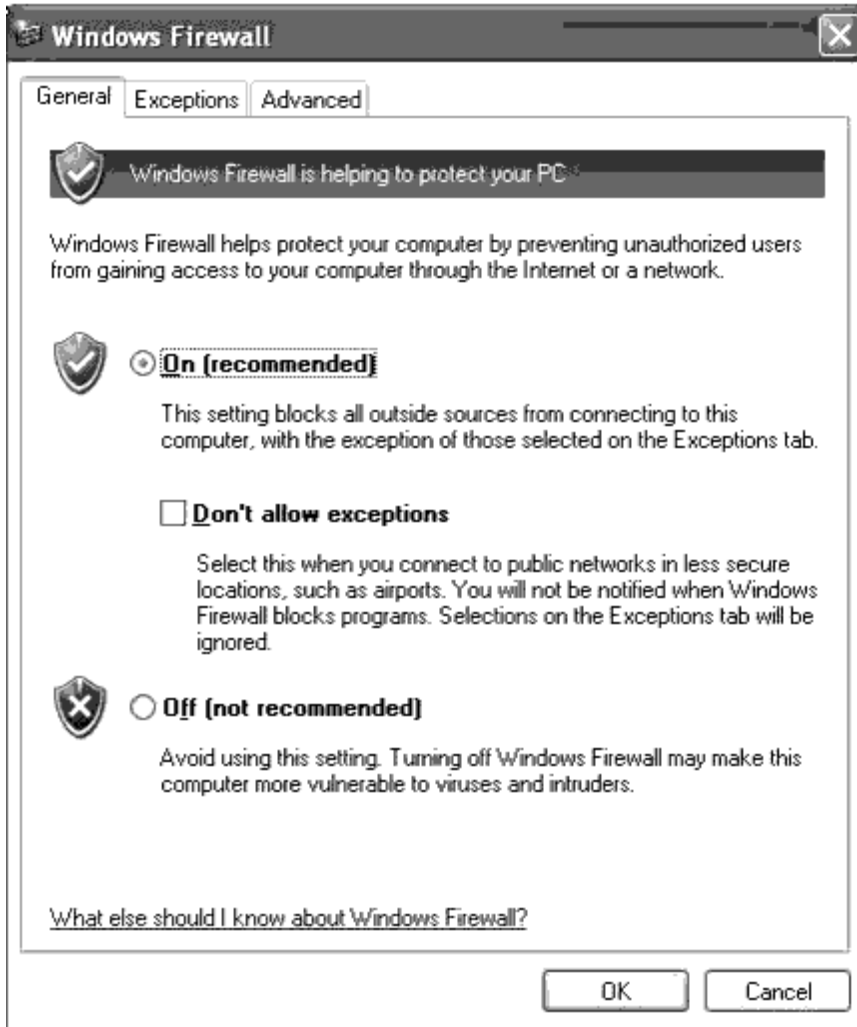 Windows Firewall
General Exceptions Advanced
Windows Firewall is helping to protect your PC
Windows Firewall helps protect your computer by preventing unauthorized users
from gaining access to your computer through the Internet or a network.
On (recommended)
This setting blocks all outside sources from connecting to this
computer, with the exception of those selected on the Exceptions tab.
Don't allow exceptions
Select this when you connect to public networks in less secure
locations, such as airports. You will not be notified when Windows
Firewall blocks programs. Selections on the Exceptions tab will be
ignored.
Off (not recommended)
Avoid using this setting. Turning off Windows Firewall may make this
computer more vulnerable to viruses and intruders.
What else should I know about Windows Firewall?
OK Cancel